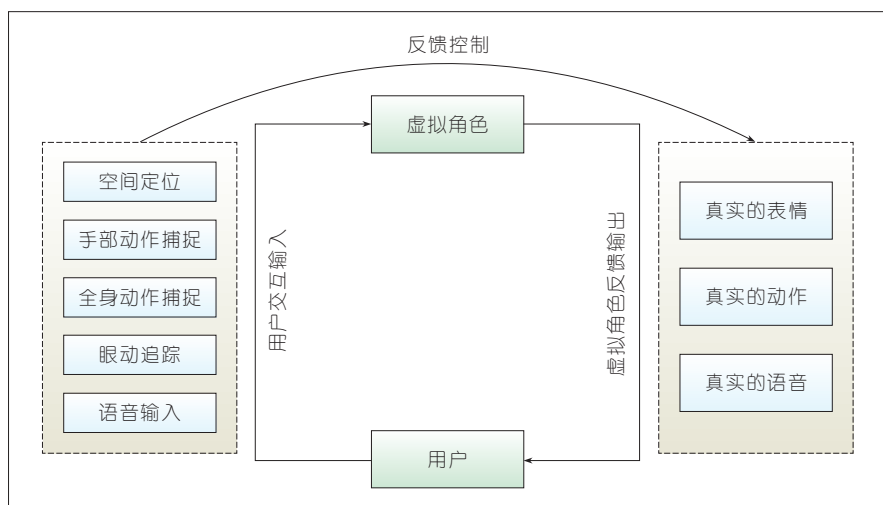 反馈控制
虚拟角色
空间定位
手部动作捕捉
全身动作捕捉
眼动追踪
语音输入
用户交互输入
虚拟角色反馈输出
真实的表情
真实的动作
真实的语音
用户